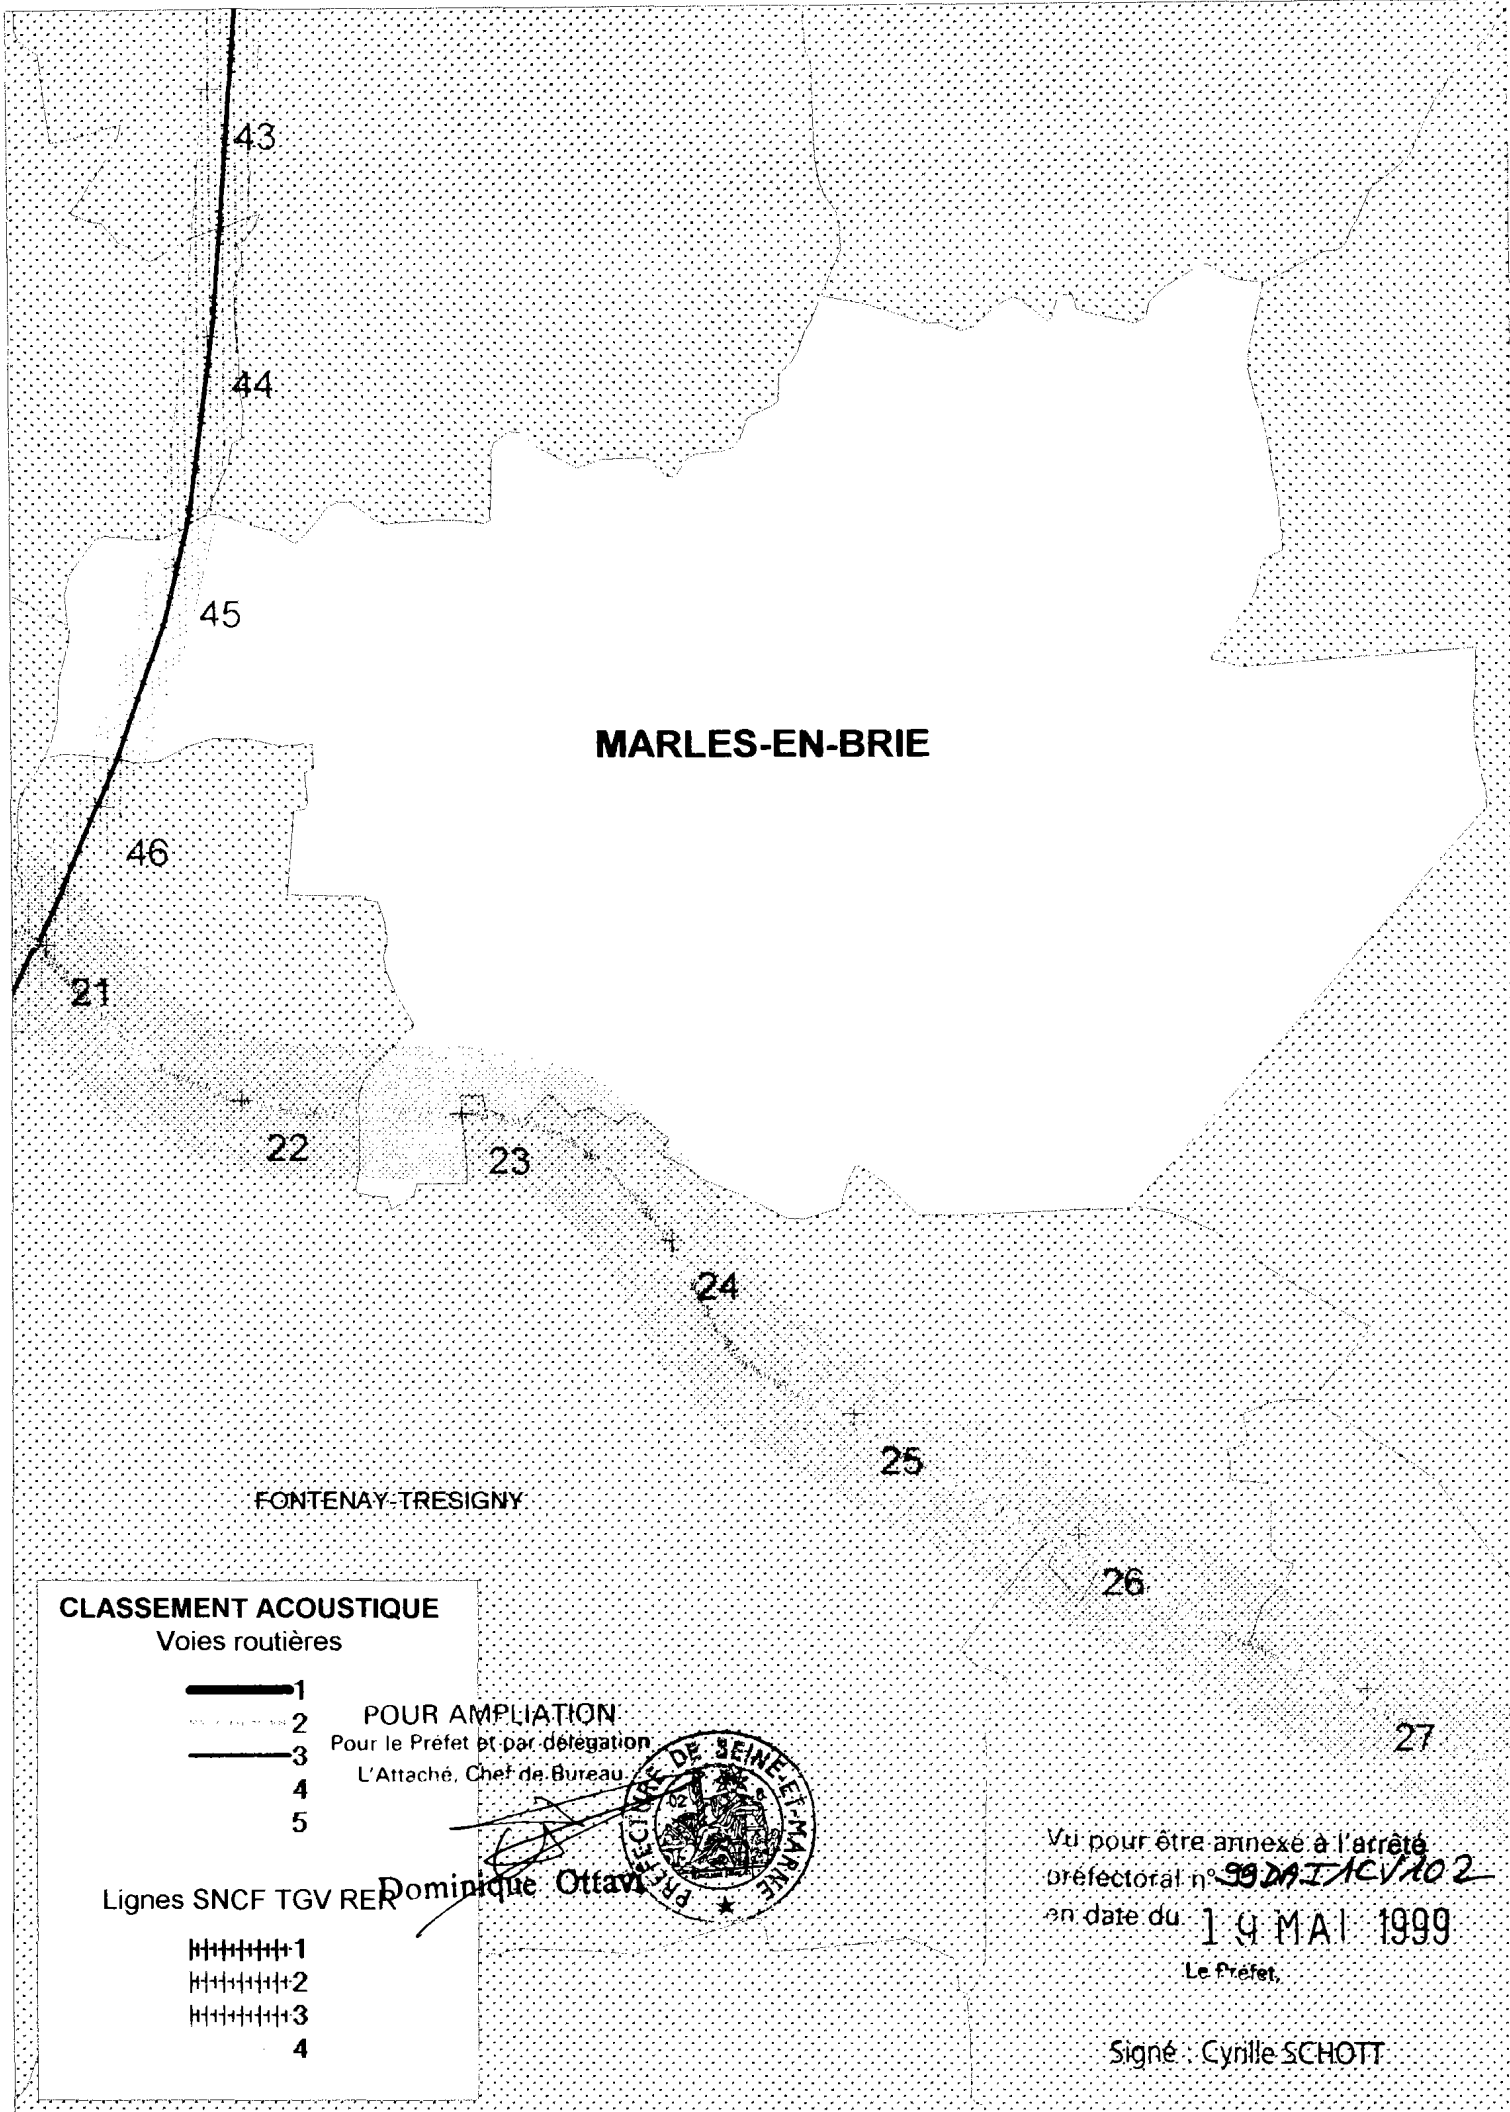 43
44
45
MARLES-EN-BRIE
46
21
22
23
24
25
FONTENAY-TRESIGNY
26
27
CLASSEMENT ACOUSTIQUE
Voies routières
1
2
3
4
5
Lignes SNCF TGV RER
1
2
3
4
POUR AMPLIATION
Pour le Préfet et par délégation
L'Attaché, Chef de Bureau
Dominique Ottavi
PREFECTURE DE SEINE-ET-MARNE
Vu pour être annexé à l'arrêté
préfectoral n° 99 DAI 1CV 102
en date du 19 MAI 1999
Le Préfet,
Signé : Cyrille SCHOTT